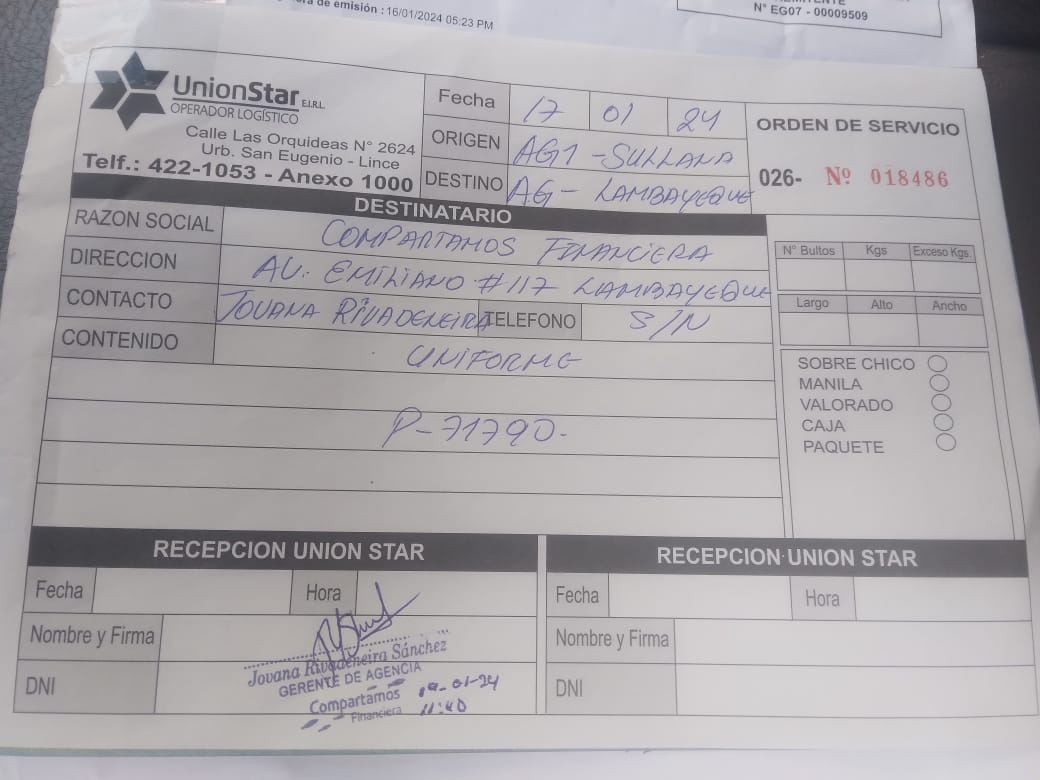 de emisión : 16/01/2024 05:23 PM
N° EG07 - 00009509
UnionStar E.I.R.L.
OPERADOR LOGÍSTICO
Calle Las Orquideas N° 2624
Urb. San Eugenio - Lince
Telf.: 422-1053 - Anexo 1000
Fecha 17 01 24
ORIGEN AG1 - SULLANA
DESTINO AG - LAMBAYEQUE
ORDEN DE SERVICIO
026- Nº 018486
DESTINATARIO
RAZON SOCIAL COMPARTAMOS FINANCIERA
DIRECCION AV. EMILIANO #117 LAMBAYEQUE
CONTACTO JOVANA RIVADENEIRA TELEFONO S/N
CONTENIDO UNIFORME
P-71790.
N° Bultos Kgs Exceso Kgs.
Largo Alto Ancho
SOBRE CHICO
MANILA
VALORADO
CAJA
PAQUETE
RECEPCION UNION STAR
Fecha Hora
Nombre y Firma
DNI
Jovana Rivadeneira Sánchez
GERENTE DE AGENCIA
Compartamos 19-01-24
Financiera 11:40
RECEPCION UNION STAR
Fecha Hora
Nombre y Firma
DNI